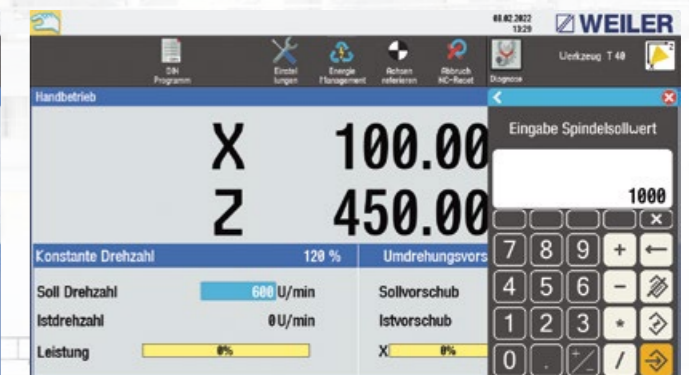 08.02.2022
13:29
WEILER
DIN
Programm
Einstel
lungen
Energie
Management
Achsen
referieren
Abbruch
NC-Reset
Diagnose
Werkzeug T 40
Handbetrieb
Eingabe Spindelsollwert
X 100.00
1000
Z 450.00
Konstante Drehzahl 120 % Umdrehungsvors
7 8 9 + ←
Soll Drehzahl 600 U/min Sollvorschub
4 5 6 -
Istdrehzahl 0 U/min Istvorschub
1 2 3 *
Leistung 0% X 0%
0 . +/- /